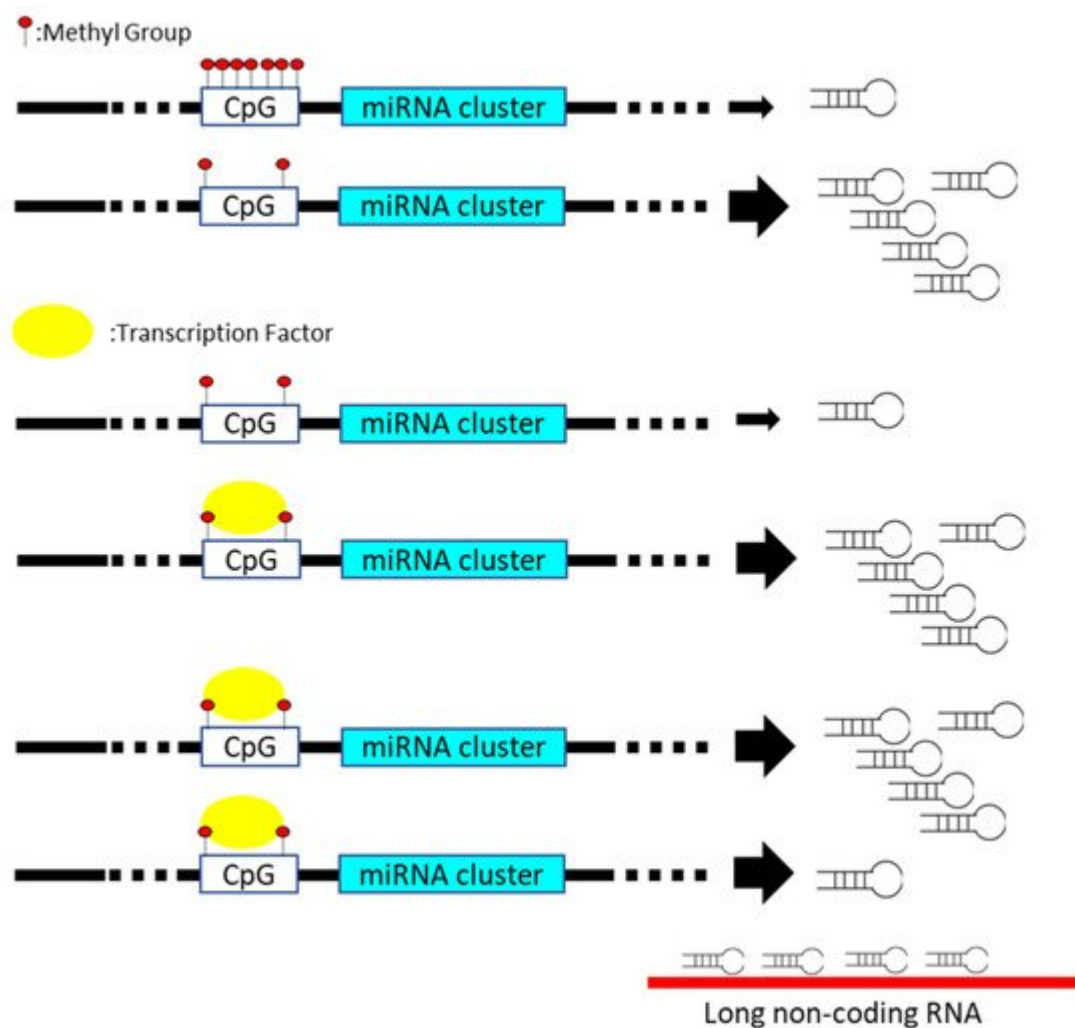 :Methyl Group
CpG miRNA cluster
CpG miRNA cluster
:Transcription Factor
CpG miRNA cluster
CpG miRNA cluster
CpG miRNA cluster
CpG miRNA cluster
Long non-coding RNA